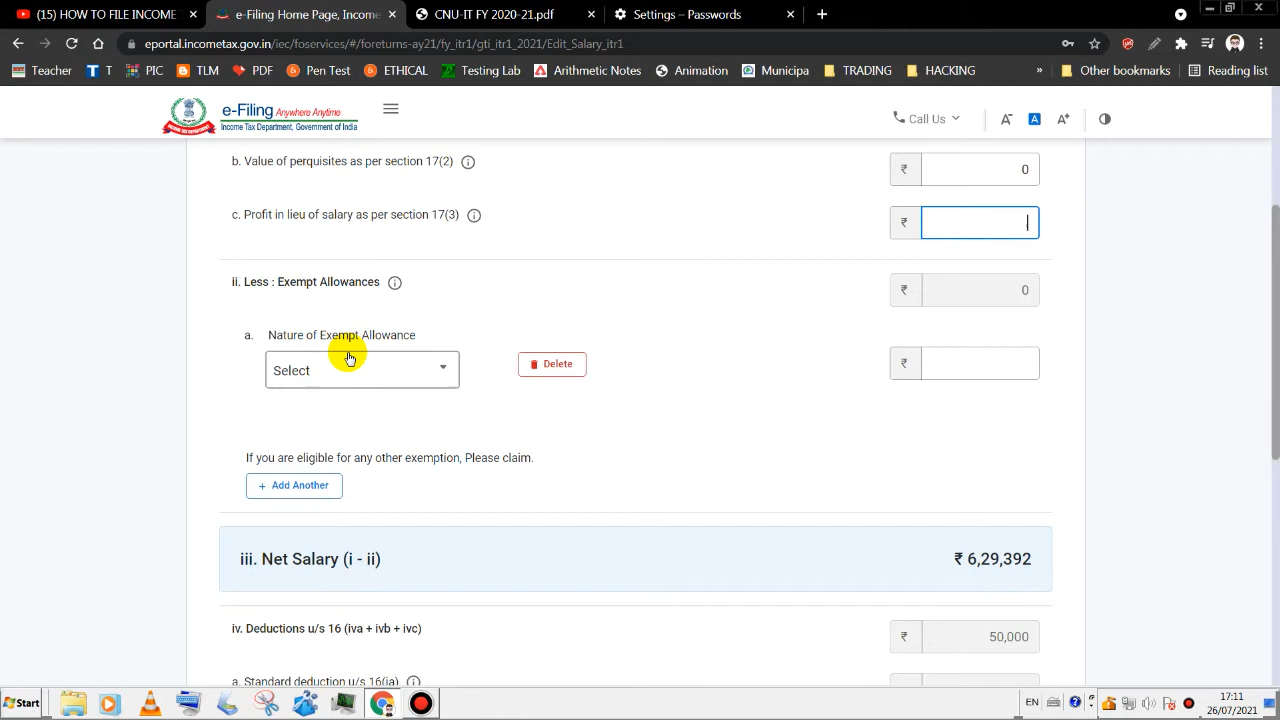 (15) HOW TO FILE INCOME
e-Filing Home Page, Income
CNU-IT FY 2020-21.pdf
Settings – Passwords
eportal.incometax.gov.in/iec/foservices/#/foreturns-ay21/fy_itr1/gti_itr1_2021/Edit_Salary_itr1
Teacher
T
PIC
TLM
PDF
Pen Test
ETHICAL
Testing Lab
Arithmetic Notes
Animation
Municipa
TRADING
HACKING
»
Other bookmarks
Reading list
e-Filing Anywhere Anytime
Income Tax Department, Government of India
Call Us
A-
A
A+
b. Value of perquisites as per section 17(2)
₹ 0
c. Profit in lieu of salary as per section 17(3)
₹
ii. Less : Exempt Allowances
₹ 0
a. Nature of Exempt Allowance
Select
Delete
₹
If you are eligible for any other exemption, Please claim.
+ Add Another
iii. Net Salary (i - ii)
₹ 6,29,392
iv. Deductions u/s 16 (iva + ivb + ivc)
₹ 50,000
a. Standard deduction u/s 16(ia)
Start
EN
17:11
26/07/2021